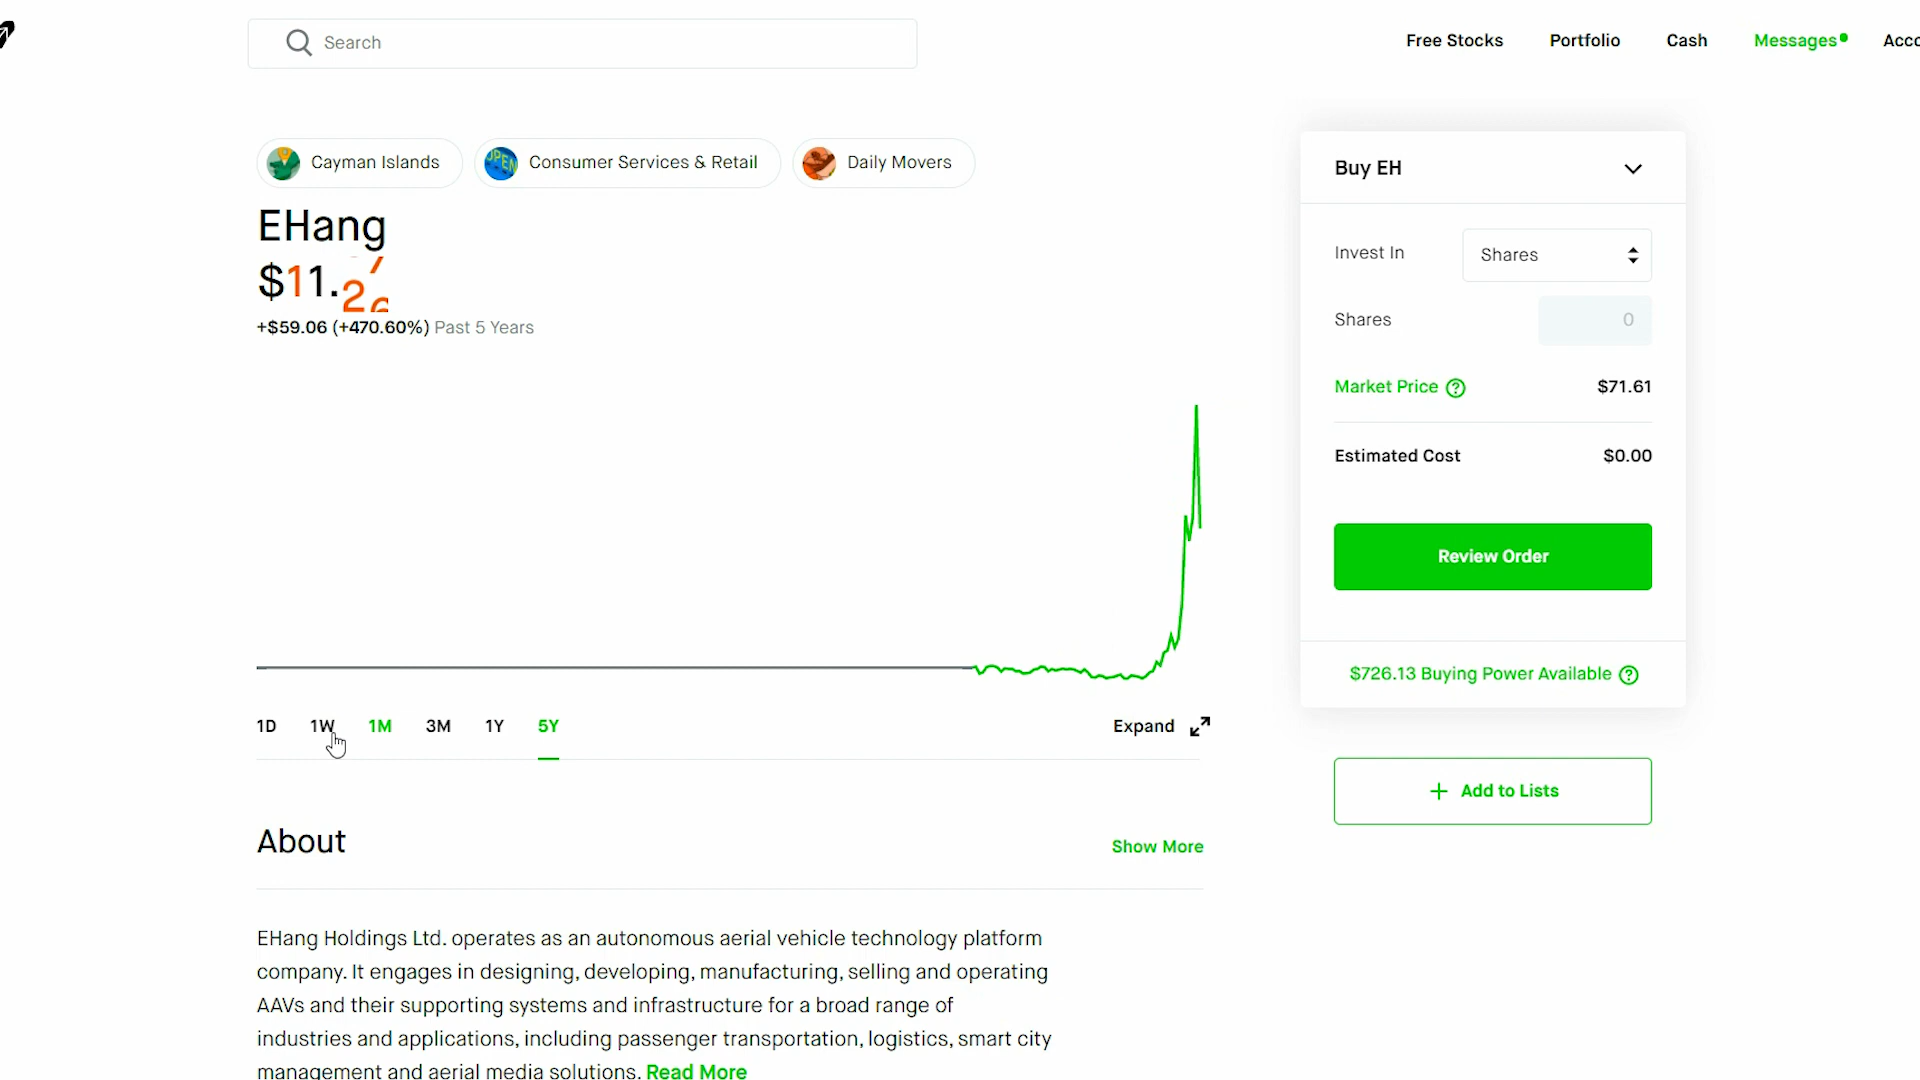 Search
Free Stocks
Portfolio
Cash
Messages
Acco
Cayman Islands
Consumer Services & Retail
Daily Movers
EHang
$11.
+$59.06 (+470.60%) Past 5 Years
Buy EH
Invest In
Shares
Shares
0
Market Price
$71.61
Estimated Cost
$0.00
Review Order
$726.13 Buying Power Available
Add to Lists
1D
1W
1M
3M
1Y
5Y
Expand
About
Show More
EHang Holdings Ltd. operates as an autonomous aerial vehicle technology platform
company. It engages in designing, developing, manufacturing, selling and operating
AAVs and their supporting systems and infrastructure for a broad range of
industries and applications, including passenger transportation, logistics, smart city
management and aerial media solutions. Read More